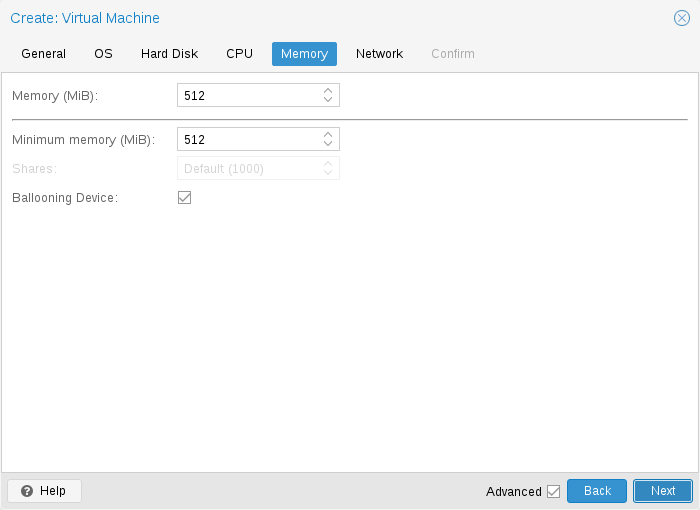 Create: Virtual Machine
General OS Hard Disk CPU Memory Network Confirm
Memory (MiB): 512
Minimum memory (MiB): 512
Shares: Default (1000)
Ballooning Device:
Help Advanced Back Next